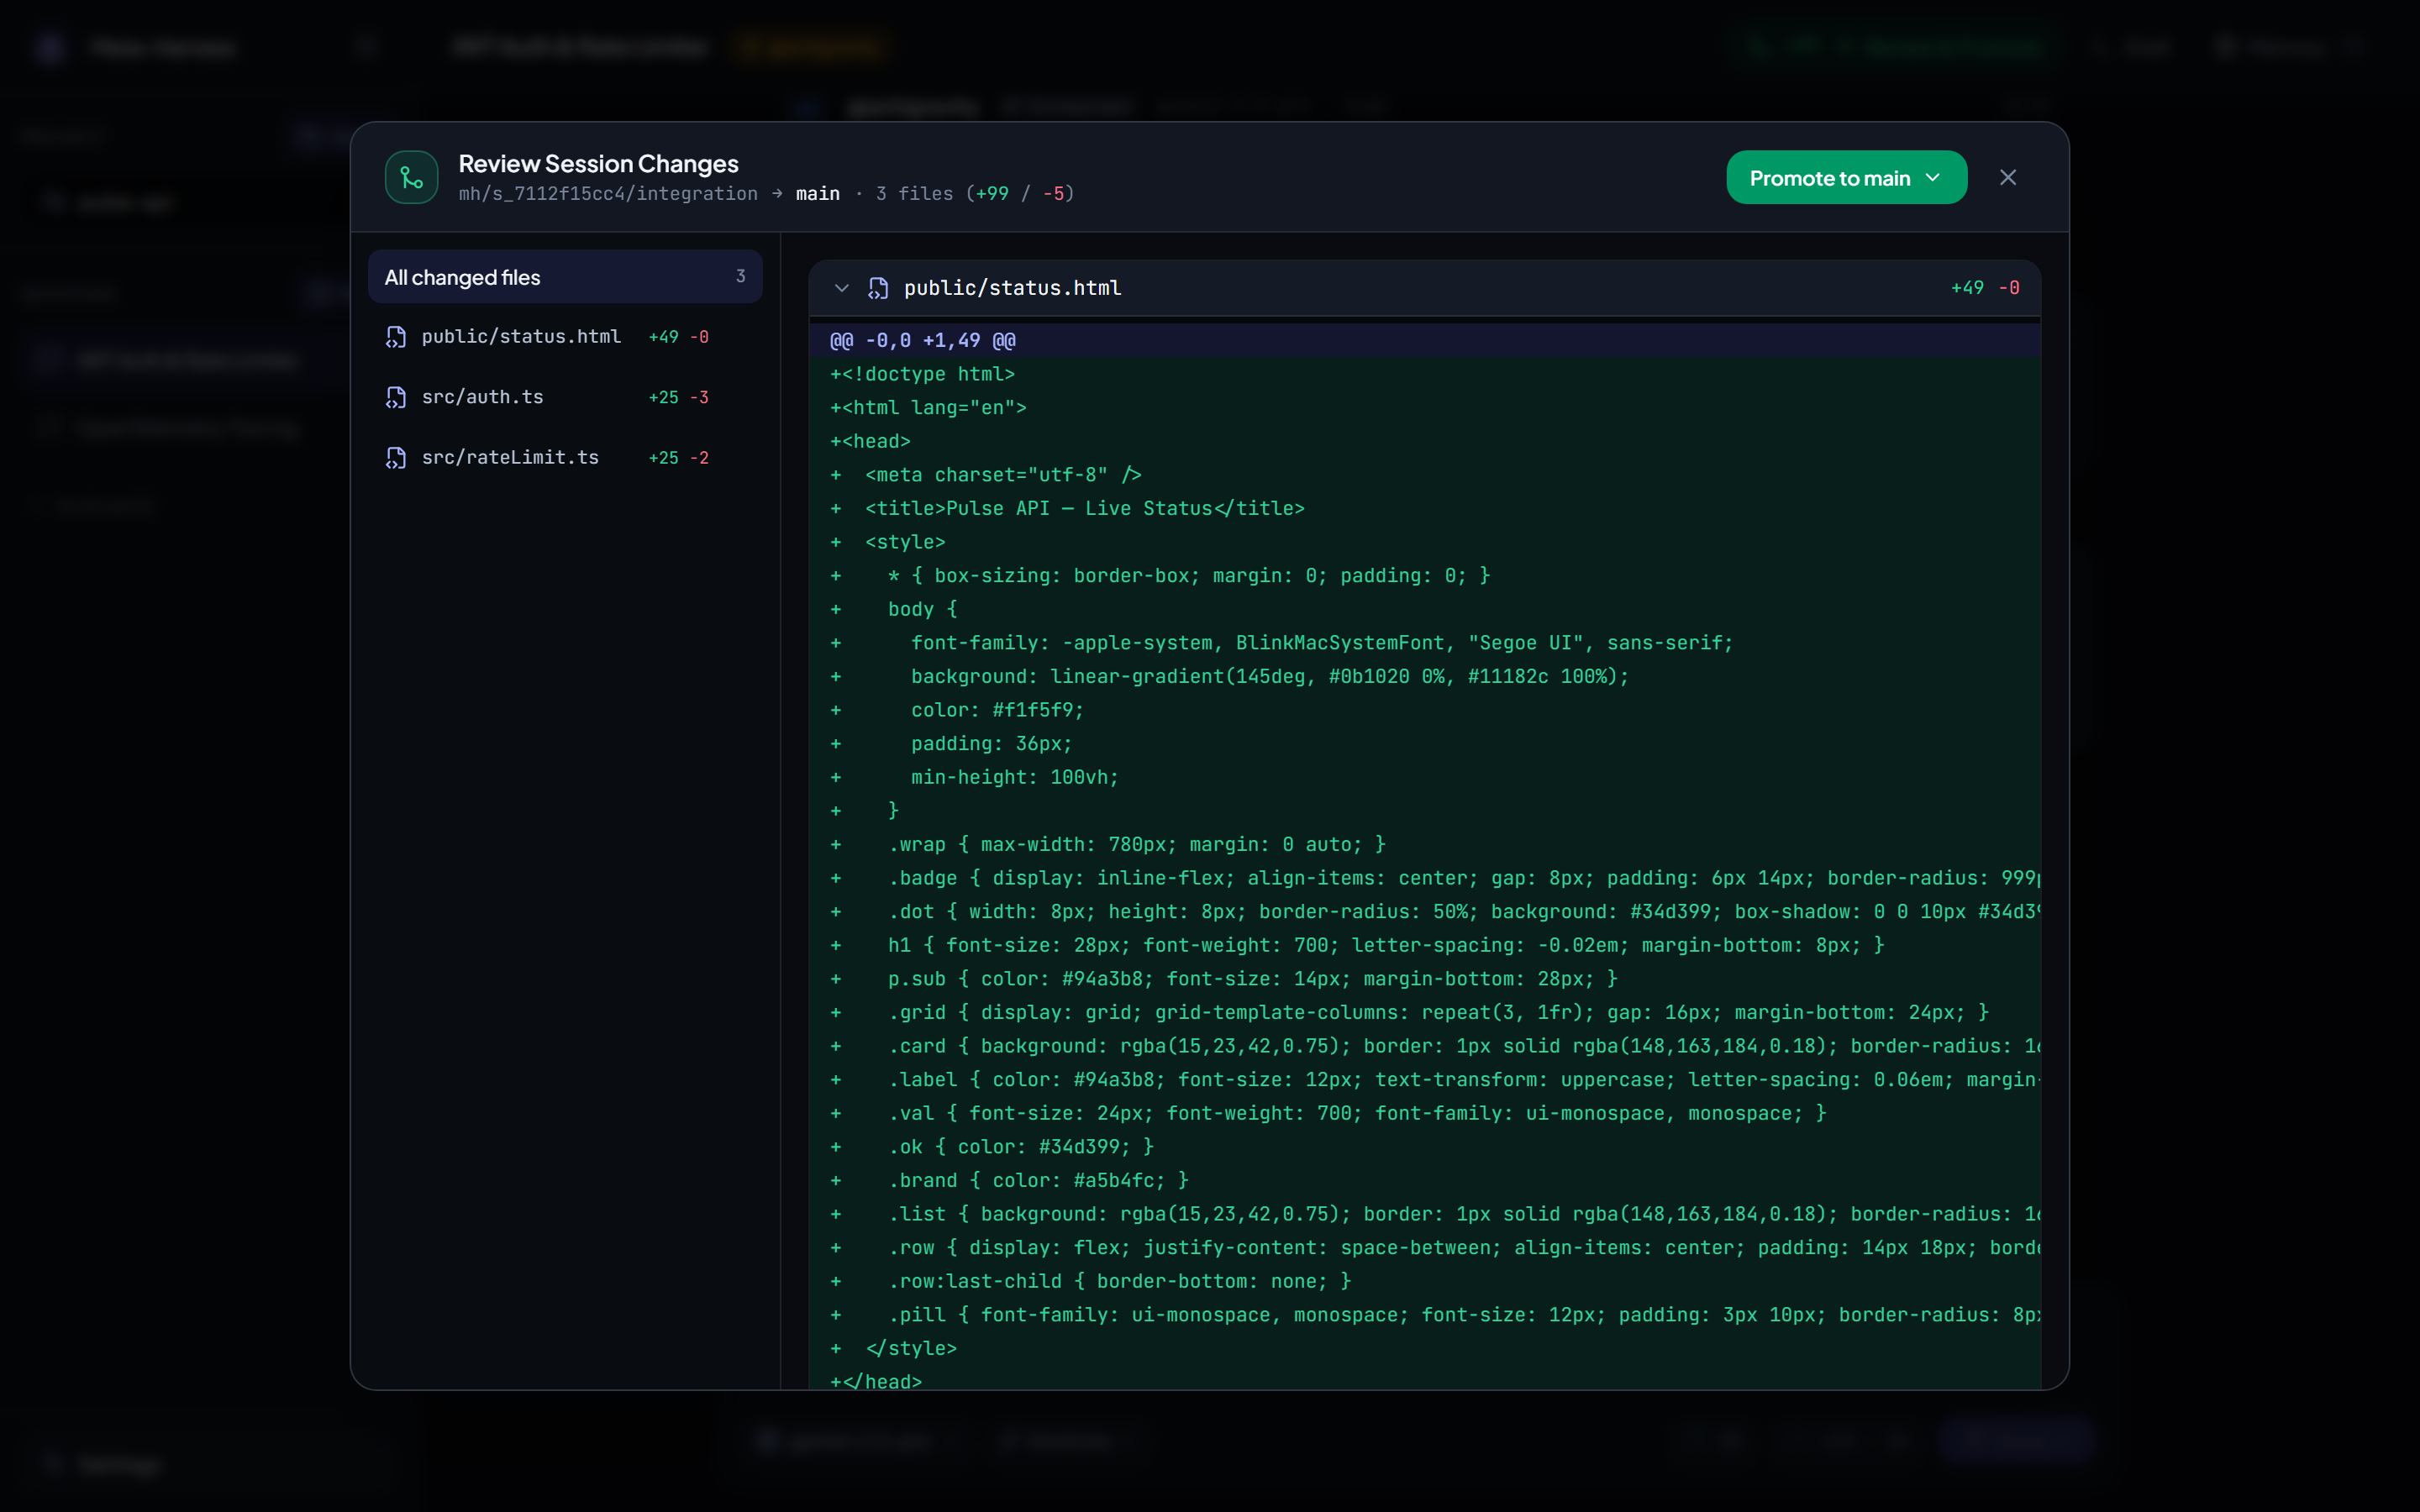 Review Session Changes
mh/s_7112f15cc4/integration → main · 3 files (+99 / -5)
Promote to main
All changed files 3
public/status.html +49 -0
src/auth.ts +25 -3
src/rateLimit.ts +25 -2
public/status.html +49 -0
@@ -0,0 +1,49 @@
+<!doctype html>
+<html lang="en">
+<head>
+  <meta charset="utf-8" />
+  <title>Pulse API — Live Status</title>
+  <style>
+    * { box-sizing: border-box; margin: 0; padding: 0; }
+    body {
+      font-family: -apple-system, BlinkMacSystemFont, "Segoe UI", sans-serif;
+      background: linear-gradient(145deg, #0b1020 0%, #11182c 100%);
+      color: #f1f5f9;
+      padding: 36px;
+      min-height: 100vh;
+    }
+    .wrap { max-width: 780px; margin: 0 auto; }
+    .badge { display: inline-flex; align-items: center; gap: 8px; padding: 6px 14px; border-radius: 999p
+    .dot { width: 8px; height: 8px; border-radius: 50%; background: #34d399; box-shadow: 0 0 10px #34d39
+    h1 { font-size: 28px; font-weight: 700; letter-spacing: -0.02em; margin-bottom: 8px; }
+    p.sub { color: #94a3b8; font-size: 14px; margin-bottom: 28px; }
+    .grid { display: grid; grid-template-columns: repeat(3, 1fr); gap: 16px; margin-bottom: 24px; }
+    .card { background: rgba(15,23,42,0.75); border: 1px solid rgba(148,163,184,0.18); border-radius: 16
+    .label { color: #94a3b8; font-size: 12px; text-transform: uppercase; letter-spacing: 0.06em; margin-
+    .val { font-size: 24px; font-weight: 700; font-family: ui-monospace, monospace; }
+    .ok { color: #34d399; }
+    .brand { color: #a5b4fc; }
+    .list { background: rgba(15,23,42,0.75); border: 1px solid rgba(148,163,184,0.18); border-radius: 16
+    .row { display: flex; justify-content: space-between; align-items: center; padding: 14px 18px; borde
+    .row:last-child { border-bottom: none; }
+    .pill { font-family: ui-monospace, monospace; font-size: 12px; padding: 3px 10px; border-radius: 8px
+  </style>
+</head>
Settings